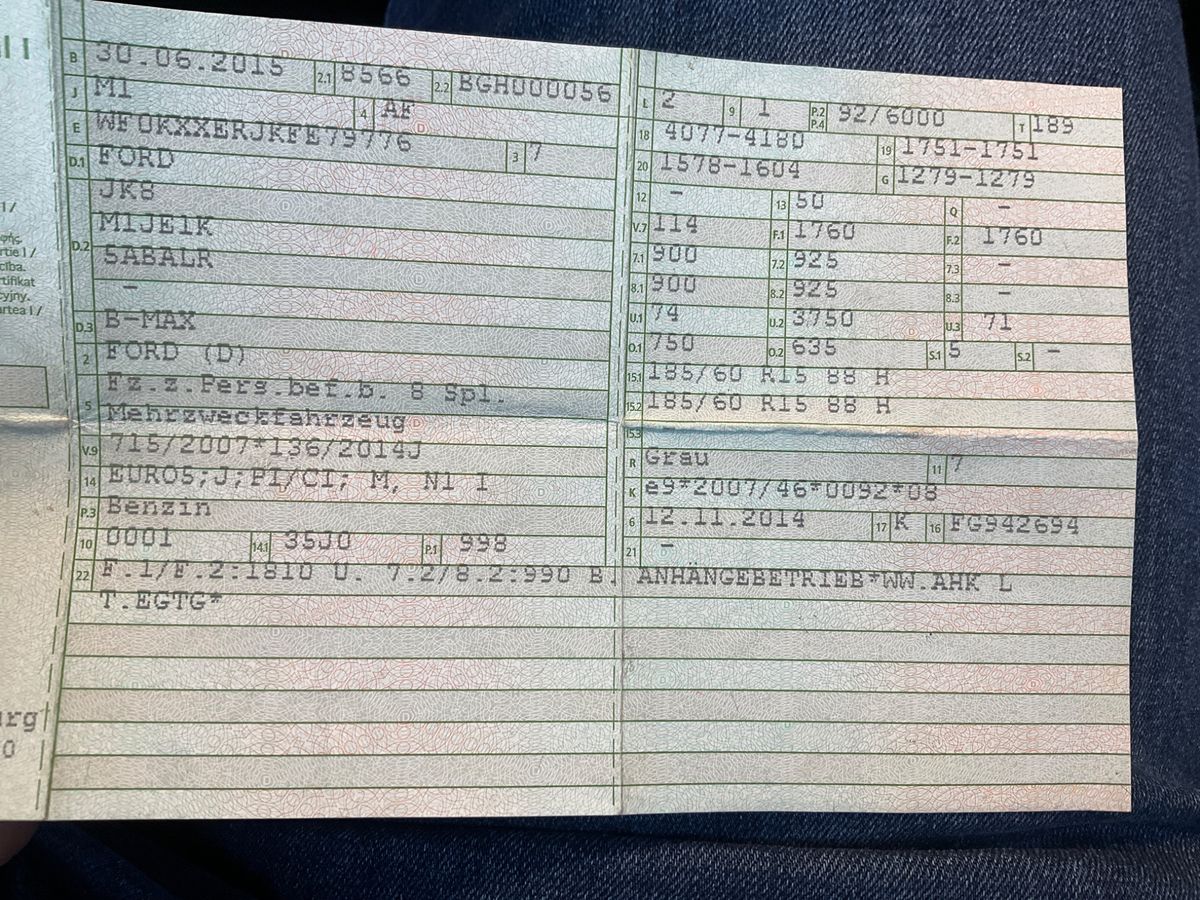 B 30.06.2015 2.1 8566 2.2 BGH000056
J M1 4 AF
E WF0KXXERJKFE79776 3 7
D.1 FORD
JK8
D.2 M1JE1K
SABALR
–
D.3 B-MAX
2 FORD (D)
Fz.z.Pers.bef.b. 8 Spl.
5 Mehrzweckfahrzeug
V.9 715/2007*136/2014J
14 EURO5;J;PI/CI; M, N1 I
P.3 Benzin
10 0001 14.1 35J0 P.1 998
22 F.1/F.2:1810 U. 7.2/8.2:990 B. ANHÄNGEBETRIEB*WW.AHK L
T.EGTG*
L 2 9 1 P.2 P.4 92/6000 T 189
18 4077-4180 19 1751-1751
20 1578-1604 G 1279-1279
12 – 13 50 Q –
V.7 114 F.1 1760 F.2 1760
7.1 900 7.2 925 7.3 –
8.1 900 8.2 925 8.3 –
U.1 74 U.2 3750 U.3 71
O.1 750 O.2 635 S.1 5 S.2 –
15.1 185/60 R15 88 H
15.2 185/60 R15 88 H
15.3
R Grau 11 7
K e9*2007/46*0092*08
6 12.11.2014 17 K 16 FG942694
21 –